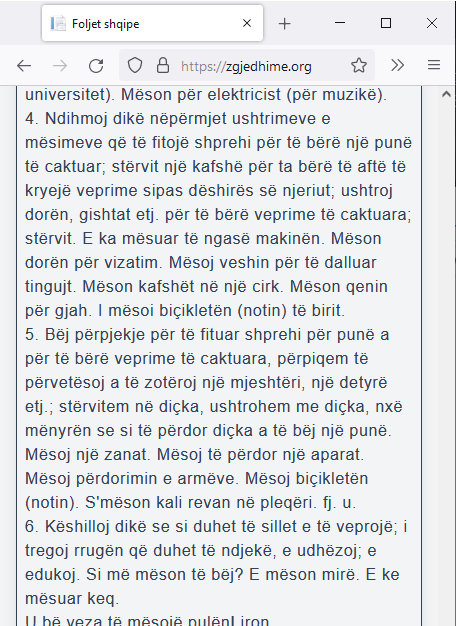 Foljet shqipe
https://zgjedhime.org
universitet). Mëson për elektricist (për muzikë).
4. Ndihmoj dikë nëpërmjet ushtrimeve e
mësimeve që të fitojë shprehi për të bërë një punë
të caktuar; stërvit një kafshë për ta bërë të aftë të
kryejë veprime sipas dëshirës së njeriut; ushtroj
dorën, gishtat etj. për të bërë veprime të caktuara;
stërvit. E ka mësuar të ngasë makinën. Mëson
dorën për vizatim. Mësoj veshin për të dalluar
tingujt. Mëson kafshët në një cirk. Mëson qenin
për gjah. I mësoi biçikletën (notin) të birit.
5. Bëj përpjekje për të fituar shprehi për punë a
për të bërë veprime të caktuara, përpiqem të
përvetësoj a të zotëroj një mjeshtëri, një detyrë
etj.; stërvitem në diçka, ushtrohem me diçka, nxë
mënyrën se si të përdor diçka a të bëj një punë.
Mësoj një zanat. Mësoj të përdor një aparat.
Mësoj përdorimin e armëve. Mësoj biçikletën
(notin). S'mëson kali revan në pleqëri. fj. u.
6. Këshilloj dikë se si duhet të sillet e të veprojë; i
tregoj rrugën që duhet të ndjekë, e udhëzoj; e
edukoj. Si më mëson të bëj? E mëson mirë. E ke
mësuar keq.
U bë veza të mësojë pulën! iron.